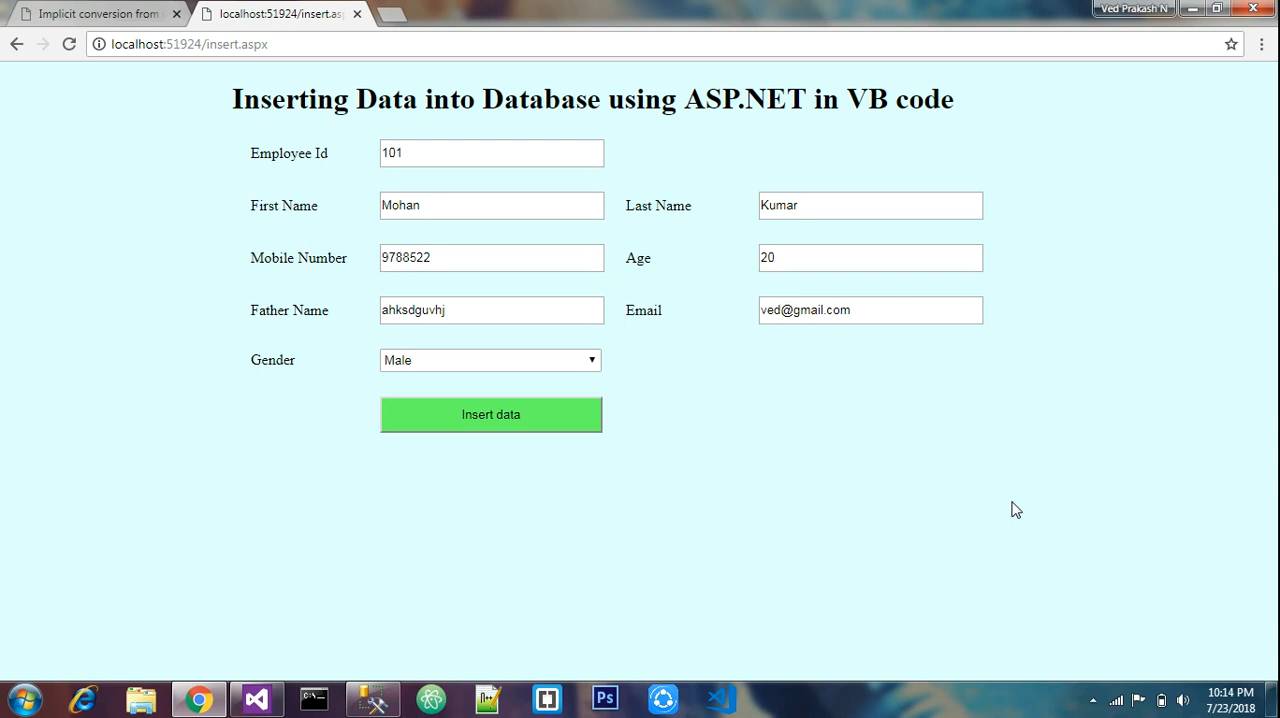 Implicit conversion from
localhost:51924/insert.asp
Ved Prakash N
localhost:51924/insert.aspx
Inserting Data into Database using ASP.NET in VB code
Employee Id 101
First Name Mohan Last Name Kumar
Mobile Number 9788522 Age 20
Father Name ahksdguvhj Email ved@gmail.com
Gender Male
Insert data
Ps
10:14 PM
7/23/2018